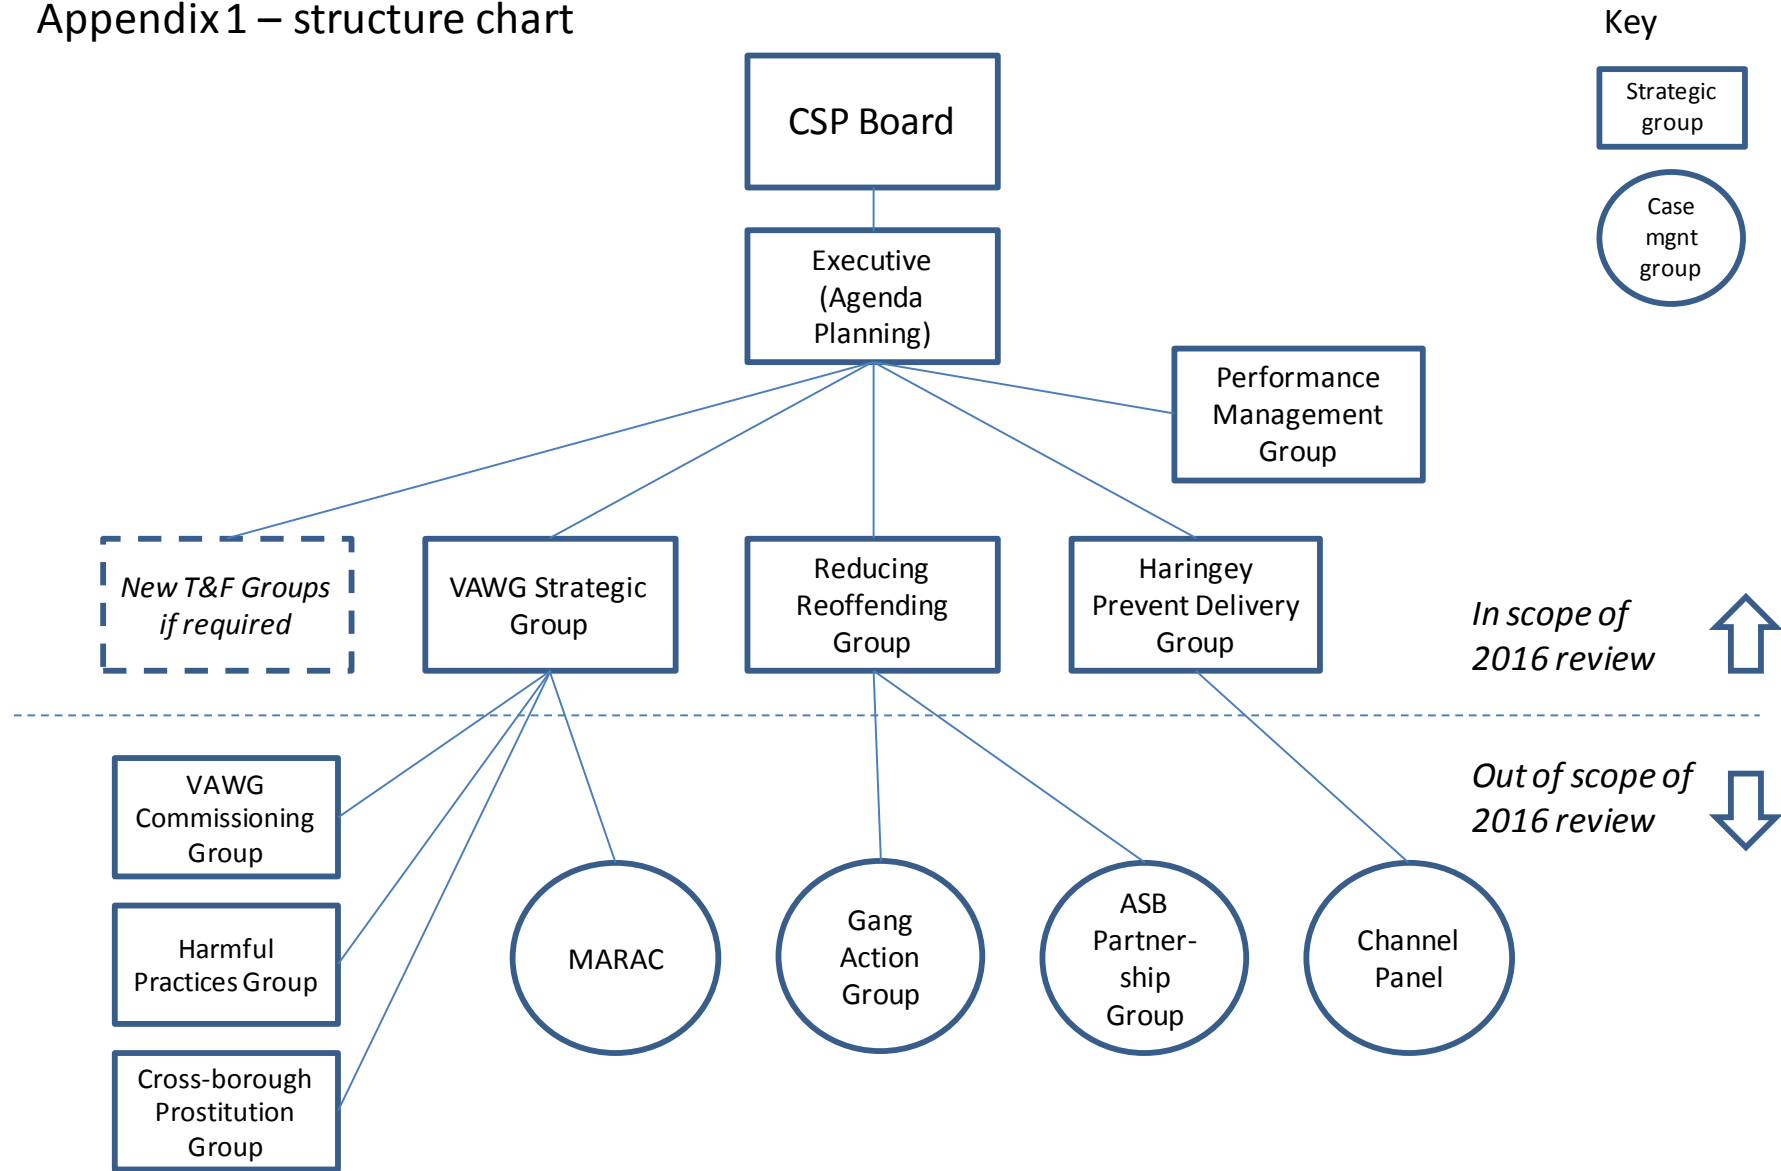 Appendix 1 – structure chart
Key
Strategic
group
Case
mgnt
group
CSP Board
Executive
(Agenda
Planning)
Performance
Management
Group
New T&F Groups
if required
VAWG Strategic
Group
Reducing
Reoffending
Group
Haringey
Prevent Delivery
Group
In scope of
2016 review
Out of scope of
2016 review
VAWG
Commissioning
Group
Harmful
Practices Group
Cross-borough
Prostitution
Group
MARAC
Gang
Action
Group
ASB
Partner-
ship
Group
Channel
Panel